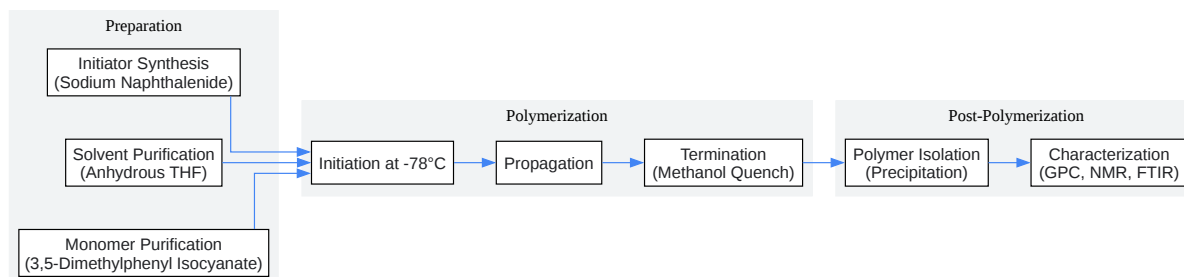 Preparation
Initiator Synthesis
(Sodium Naphthalenide)
Solvent Purification
(Anhydrous THF)
Monomer Purification
(3,5-Dimethylphenyl Isocyanate)
Polymerization
Initiation at -78°C
Propagation
Termination
(Methanol Quench)
Post-Polymerization
Polymer Isolation
(Precipitation)
Characterization
(GPC, NMR, FTIR)